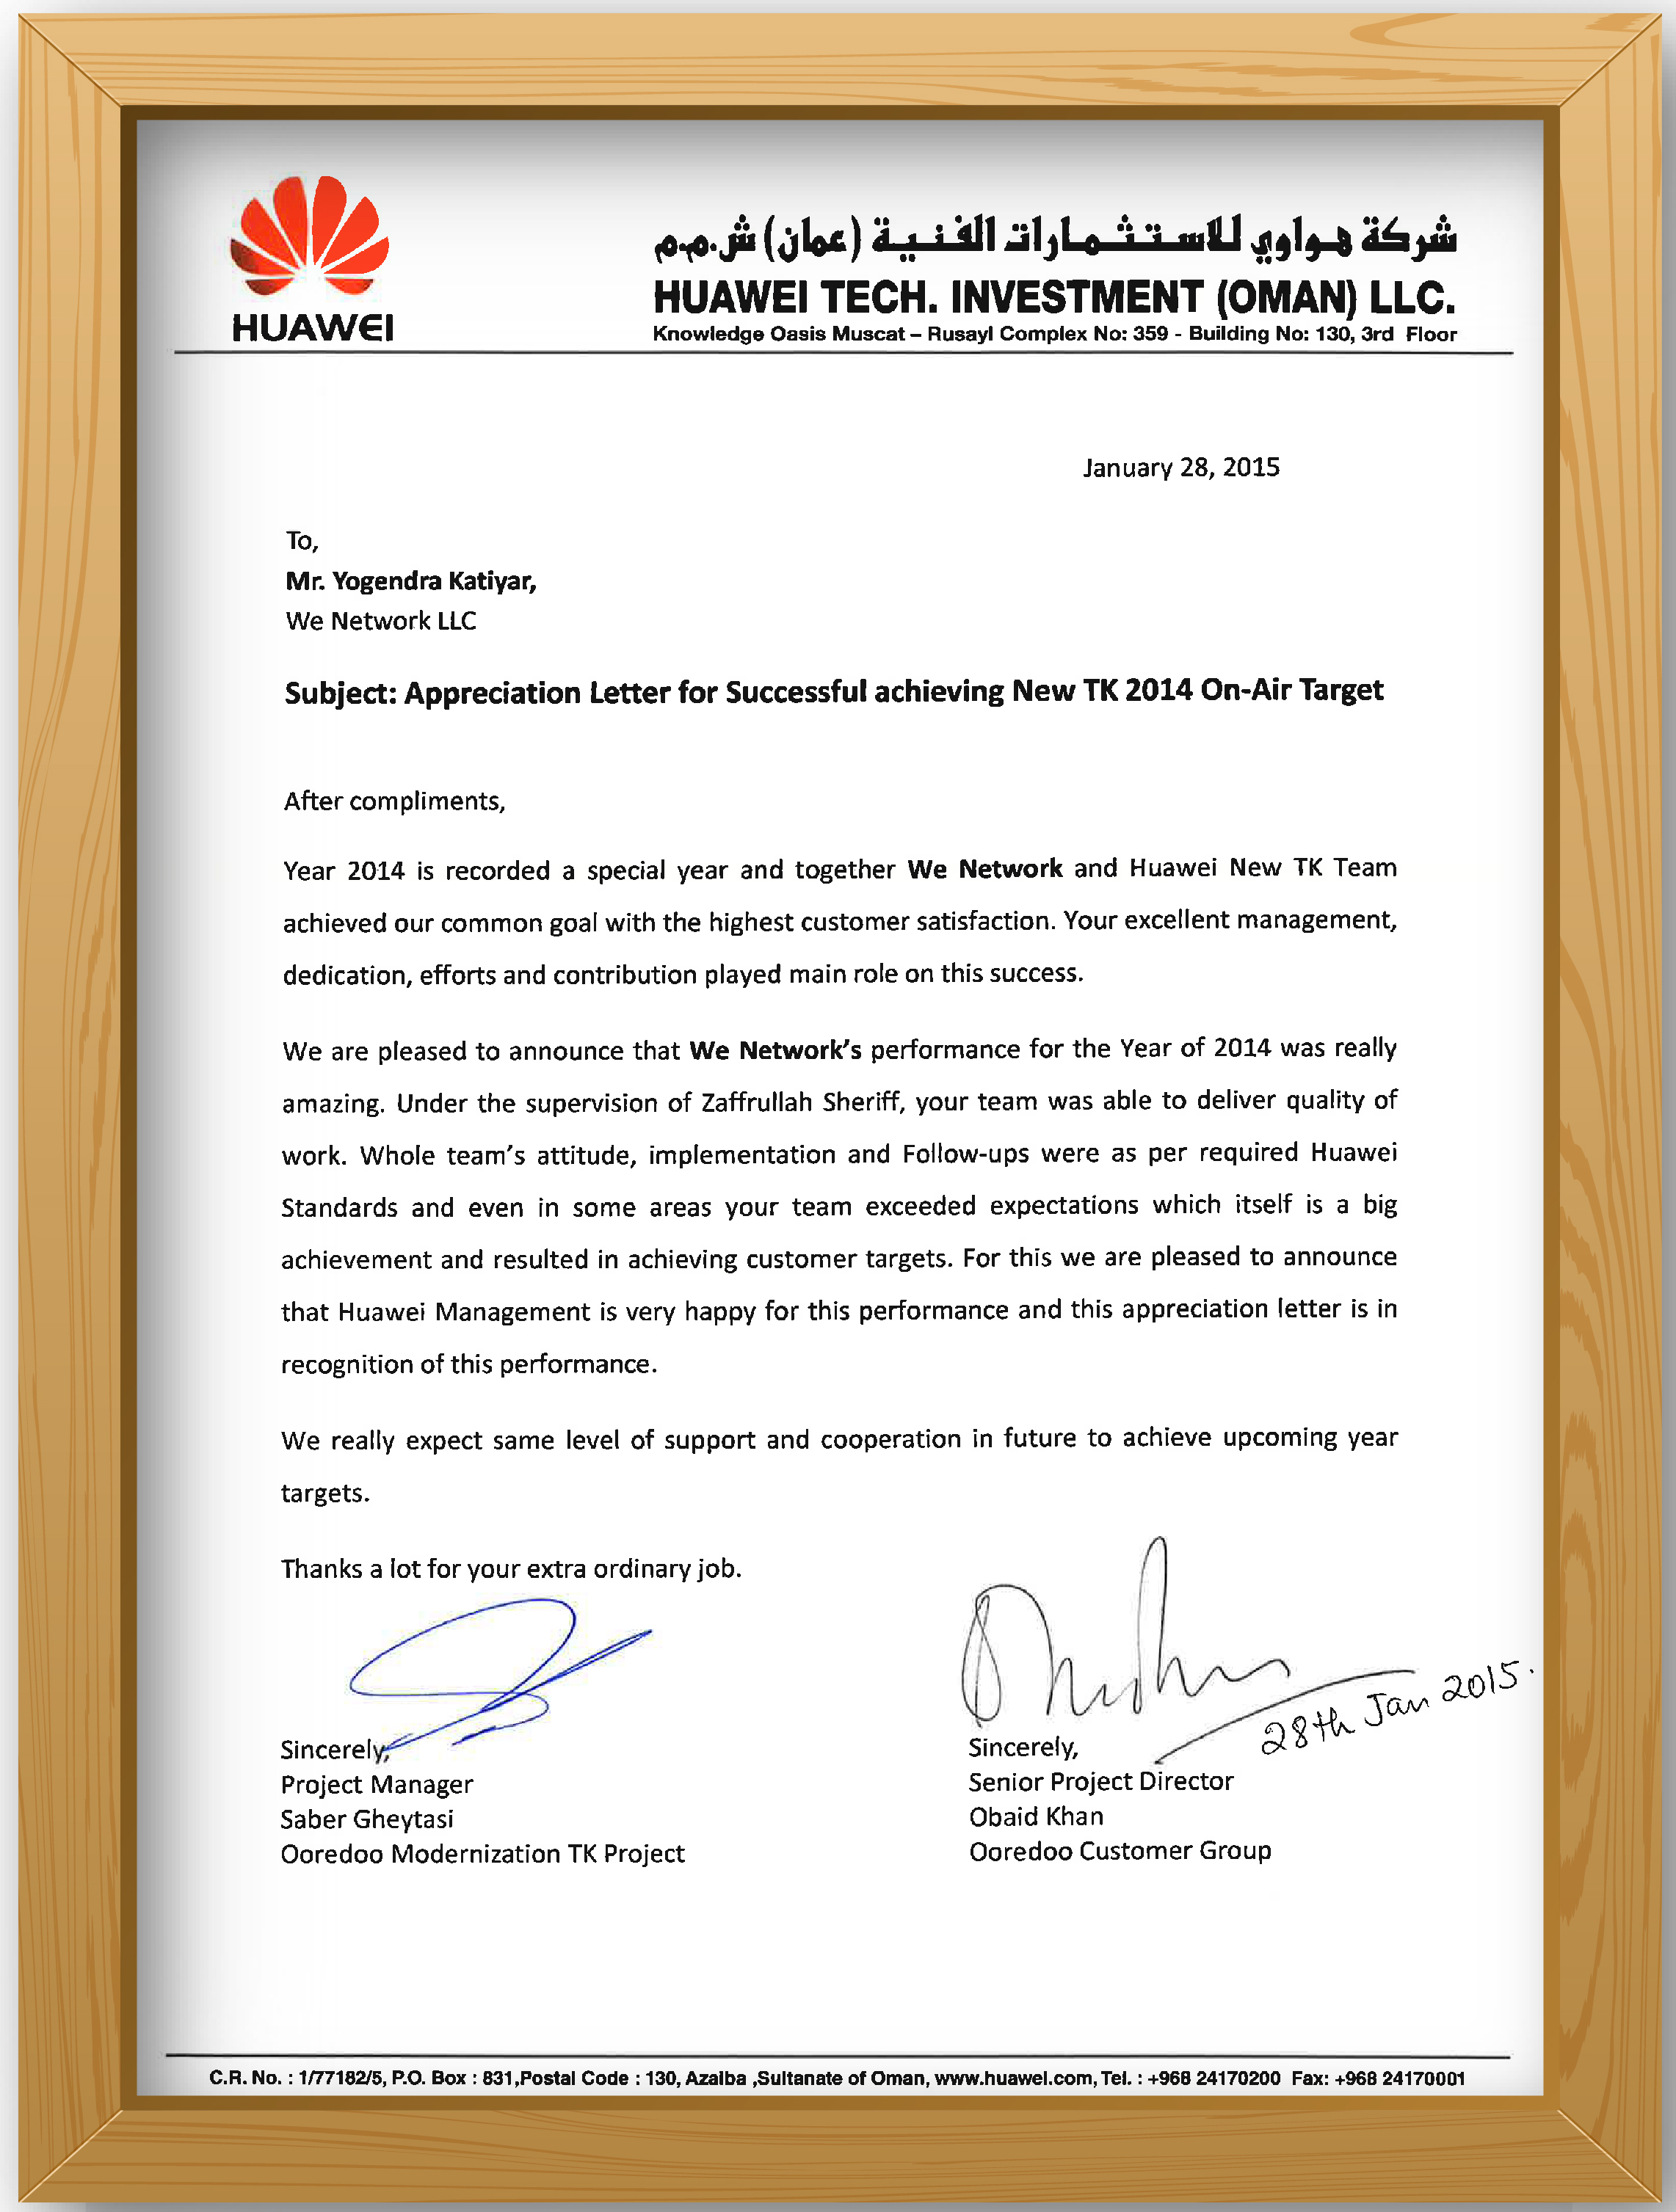 HUAWEI
شركة هواوي للاستثمارات الفنية (عمان) ش.م.م
HUAWEI TECH. INVESTMENT (OMAN) LLC.
Knowledge Oasis Muscat – Rusayl Complex No: 359 - Building No: 130, 3rd Floor
January 28, 2015
To,
Mr. Yogendra Katiyar,
We Network LLC
Subject: Appreciation Letter for Successful achieving New TK 2014 On-Air Target
After compliments,
Year 2014 is recorded a special year and together We Network and Huawei New TK Team
achieved our common goal with the highest customer satisfaction. Your excellent management,
dedication, efforts and contribution played main role on this success.
We are pleased to announce that We Network's performance for the Year of 2014 was really
amazing. Under the supervision of Zaffrullah Sheriff, your team was able to deliver quality of
work. Whole team's attitude, implementation and Follow-ups were as per required Huawei
Standards and even in some areas your team exceeded expectations which itself is a big
achievement and resulted in achieving customer targets. For this we are pleased to announce
that Huawei Management is very happy for this performance and this appreciation letter is in
recognition of this performance.
We really expect same level of support and cooperation in future to achieve upcoming year
targets.
Thanks a lot for your extra ordinary job.
28th Jan 2015.
Sincerely,
Project Manager
Saber Gheytasi
Ooredoo Modernization TK Project
Sincerely,
Senior Project Director
Obaid Khan
Ooredoo Customer Group
C.R. No. : 1/77182/5, P.O. Box : 831,Postal Code : 130, Azaiba ,Sultanate of Oman, www.huawei.com, Tel. : +968 24170200 Fax: +968 24170001